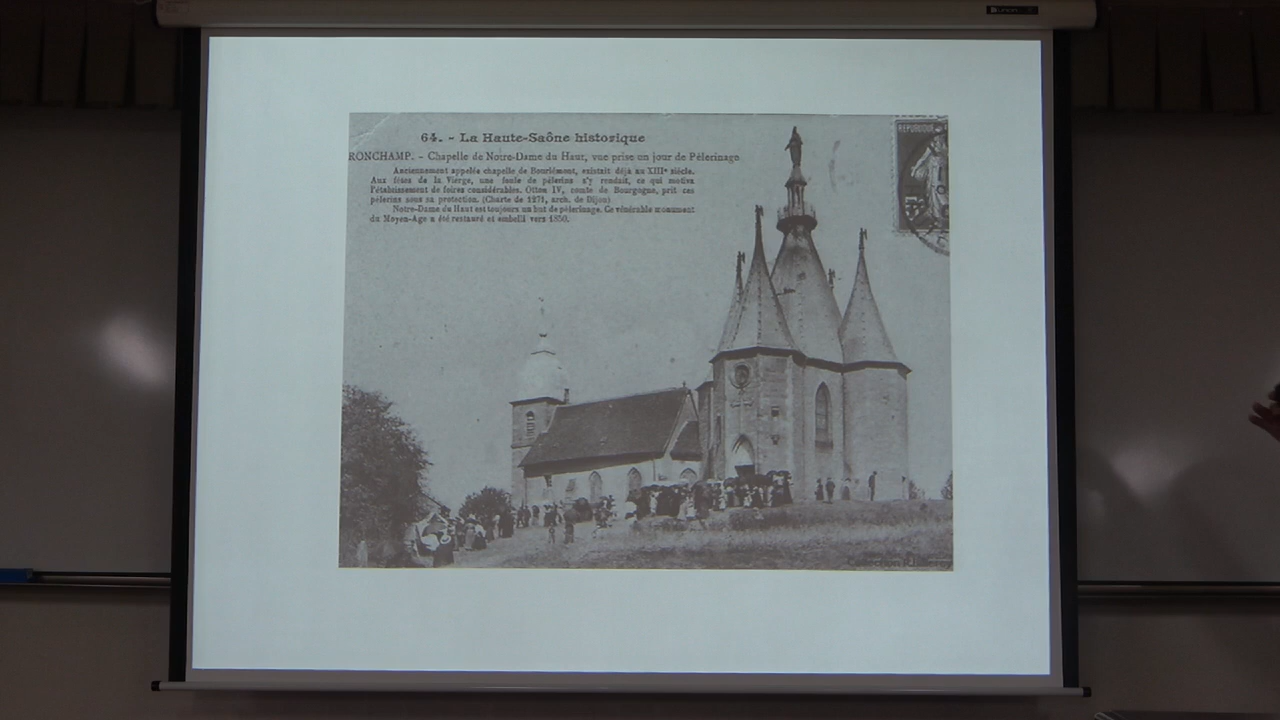 64. - La Haute-Saône historique
RONCHAMP. - Chapelle de Notre-Dame du Haut, vue prise un jour de Pèlerinage
Anciennement appelée chapelle de Bourlémont, existait déjà au XIIIe siècle.
Aux fêtes de la Vierge, une foule de pèlerins s'y rendait, ce qui motiva
l'établissement de foires considérables. Otton IV, comte de Bourgogne, prit ces
pèlerins sous sa protection. (Charte de 1271, arch. de Dijon)
Notre-Dame du Haut est toujours un but de pèlerinage. Ce vénérable monument
du Moyen-Age a été restauré et embelli vers 1850.
REPUBLIQUE
Collection